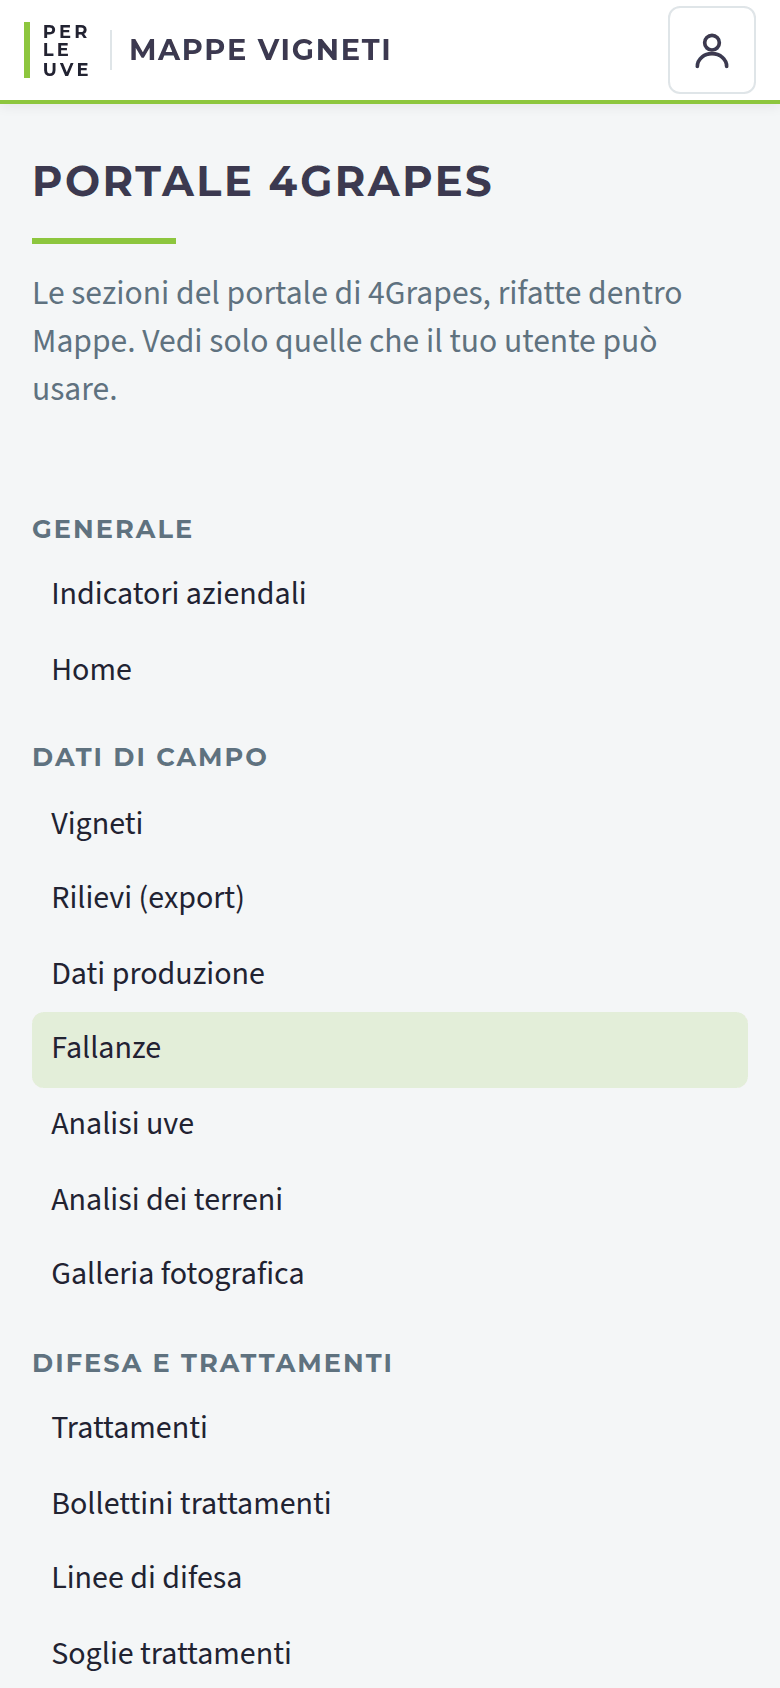 PER
LE
UVE
MAPPE VIGNETI
PORTALE 4GRAPES
Le sezioni del portale di 4Grapes, rifatte dentro
Mappe. Vedi solo quelle che il tuo utente può
usare.
GENERALE
Indicatori aziendali
Home
DATI DI CAMPO
Vigneti
Rilievi (export)
Dati produzione
Fallanze
Analisi uve
Analisi dei terreni
Galleria fotografica
DIFESA E TRATTAMENTI
Trattamenti
Bollettini trattamenti
Linee di difesa
Soglie trattamenti